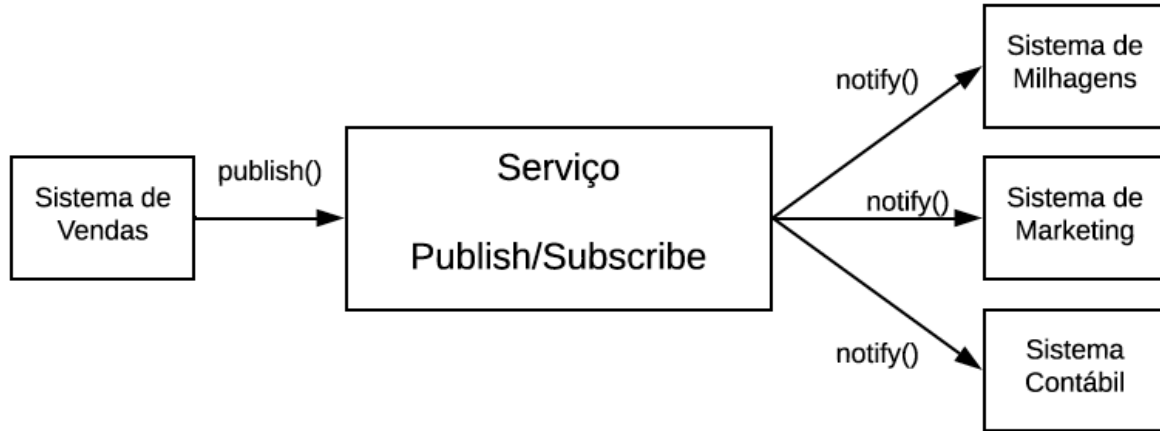 Sistema de
Vendas
publish()
Serviço
Publish/Subscribe
notify()
Sistema de
Milhagens
notify()
Sistema de
Marketing
notify()
Sistema
Contábil